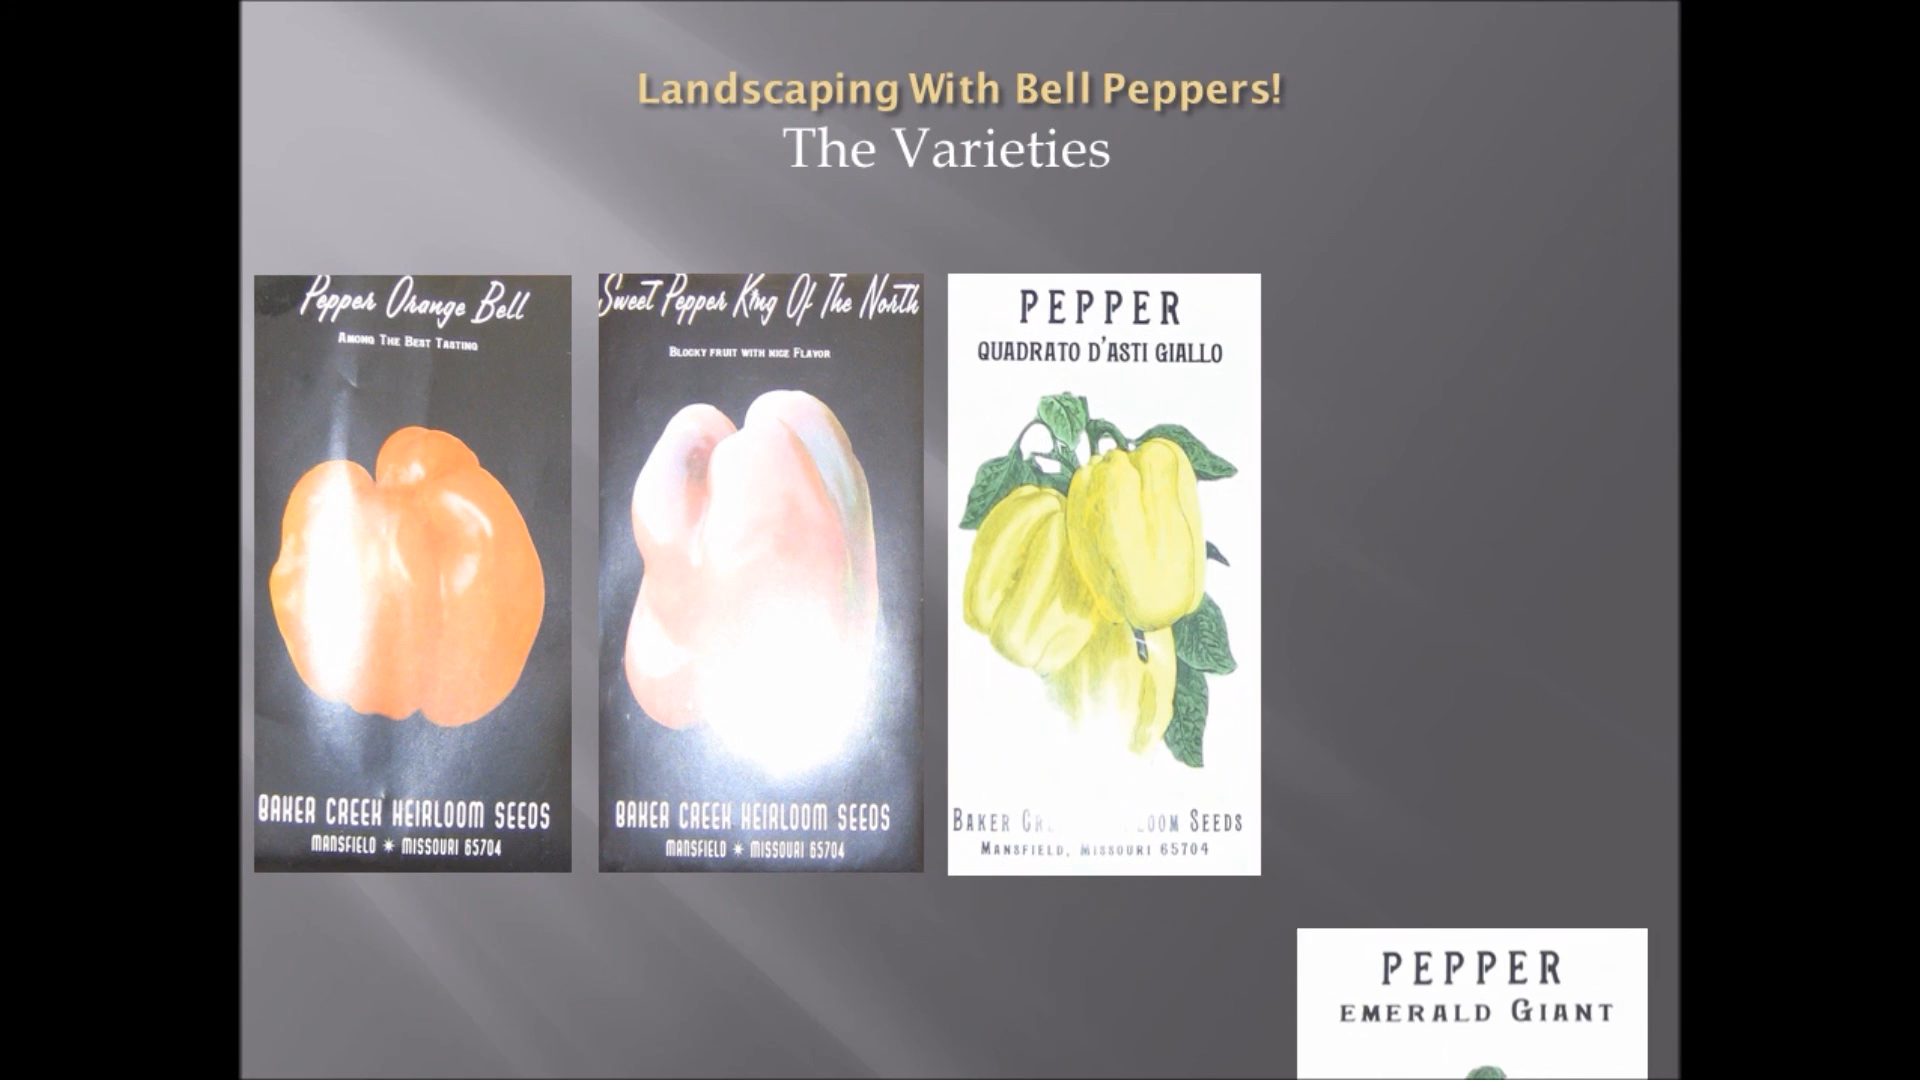 Landscaping With Bell Peppers!
The Varieties
Pepper Orange Bell
Among The Best Tasting
BAKER CREEK HEIRLOOM SEEDS
MANSFIELD ✴ MISSOURI 65704
Sweet Pepper King Of The North
Blocky fruit with nice Flavor
BAKER CREEK HEIRLOOM SEEDS
MANSFIELD ✴ MISSOURI 65704
PEPPER
QUADRATO D'ASTI GIALLO
BAKER SEEDS
MANSFIELD, MISSOURI 65704
PEPPER
EMERALD GIANT